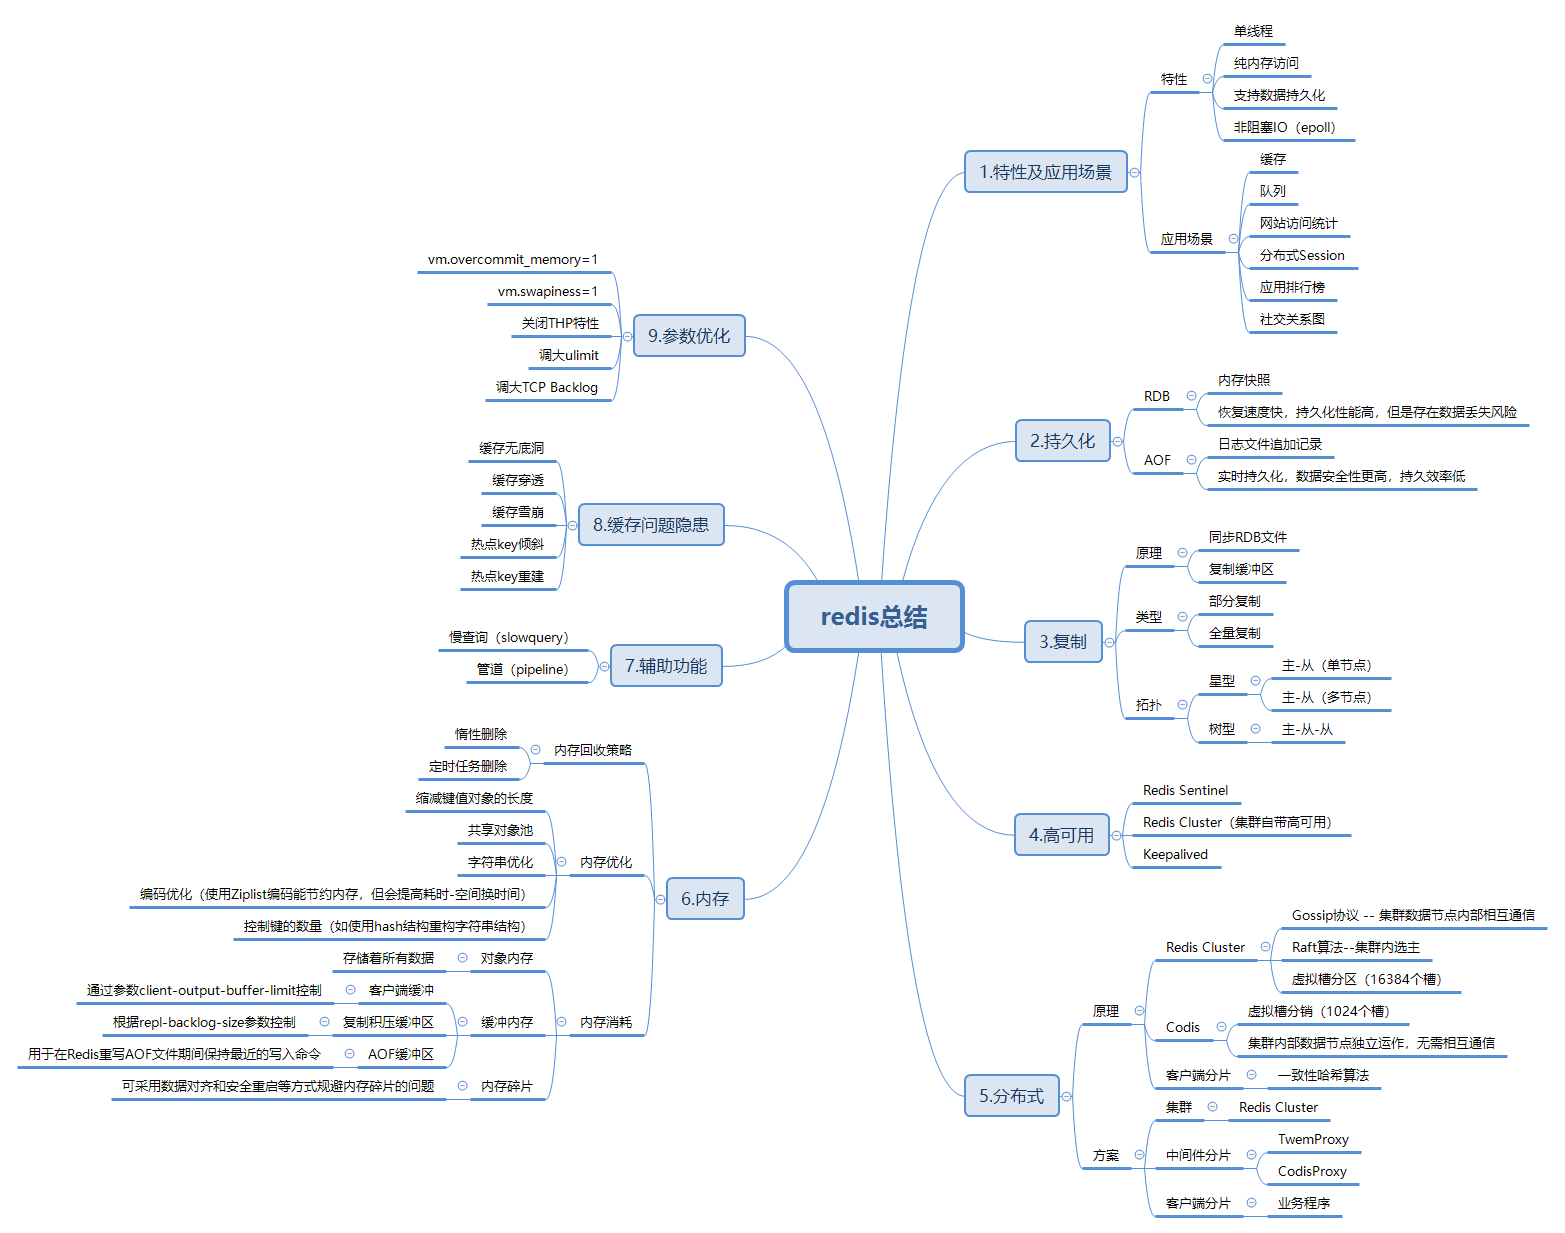 redis总结
1.特性及应用场景
特性
单线程
纯内存访问
支持数据持久化
非阻塞IO（epoll）
应用场景
缓存
队列
网站访问统计
分布式Session
应用排行榜
社交关系图
2.持久化
RDB
内存快照
恢复速度快，持久化性能高，但是存在数据丢失风险
AOF
日志文件追加记录
实时持久化，数据安全性更高，持久效率低
3.复制
原理
同步RDB文件
复制缓冲区
类型
部分复制
全量复制
拓扑
星型
主-从（单节点）
主-从（多节点）
树型
主-从-从
4.高可用
Redis Sentinel
Redis Cluster（集群自带高可用）
Keepalived
5.分布式
原理
Redis Cluster
Gossip协议 -- 集群数据节点内部相互通信
Raft算法--集群内选主
虚拟槽分区（16384个槽）
Codis
虚拟槽分销（1024个槽）
集群内部数据节点独立运作，无需相互通信
客户端分片
一致性哈希算法
方案
集群
Redis Cluster
中间件分片
TwemProxy
CodisProxy
客户端分片
业务程序
6.内存
内存回收策略
惰性删除
定时任务删除
内存优化
缩减键值对象的长度
共享对象池
字符串优化
编码优化（使用Ziplist编码能节约内存，但会提高耗时-空间换时间）
控制键的数量（如使用hash结构重构字符串结构）
内存消耗
对象内存
存储着所有数据
缓冲内存
客户端缓冲
通过参数client-output-buffer-limit控制
复制积压缓冲区
根据repl-backlog-size参数控制
AOF缓冲区
用于在Redis重写AOF文件期间保持最近的写入命令
内存碎片
可采用数据对齐和安全重启等方式规避内存碎片的问题
7.辅助功能
慢查询（slowquery）
管道（pipeline）
8.缓存问题隐患
缓存无底洞
缓存穿透
缓存雪崩
热点key倾斜
热点key重建
9.参数优化
vm.overcommit_memory=1
vm.swapiness=1
关闭THP特性
调大ulimit
调大TCP Backlog